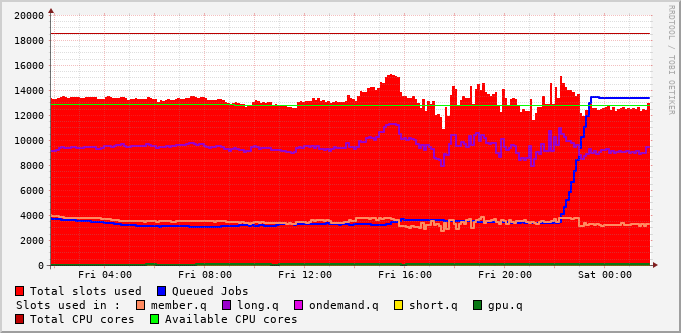 20000
18000
16000
14000
12000
10000
8000
6000
4000
2000
0
Fri 04:00 Fri 08:00 Fri 12:00 Fri 16:00 Fri 20:00 Sat 00:00
RRDTOOL / TOBI OETIKER
Total slots used Queued Jobs
Slots used in : member.q long.q ondemand.q short.q gpu.q
Total CPU cores Available CPU cores